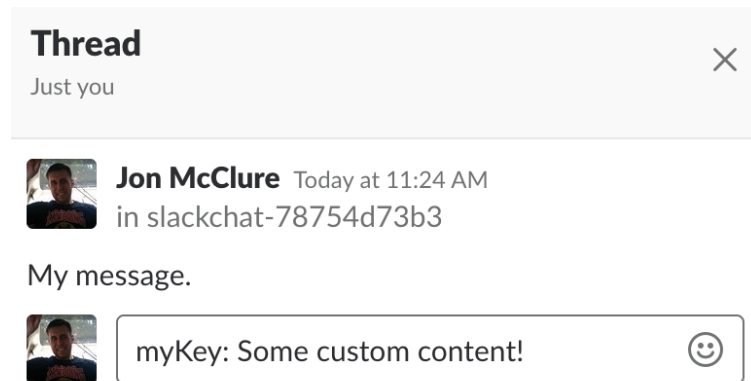 Thread
Just you
Jon McClure Today at 11:24 AM
in slackchat-78754d73b3
My message.
myKey: Some custom content!